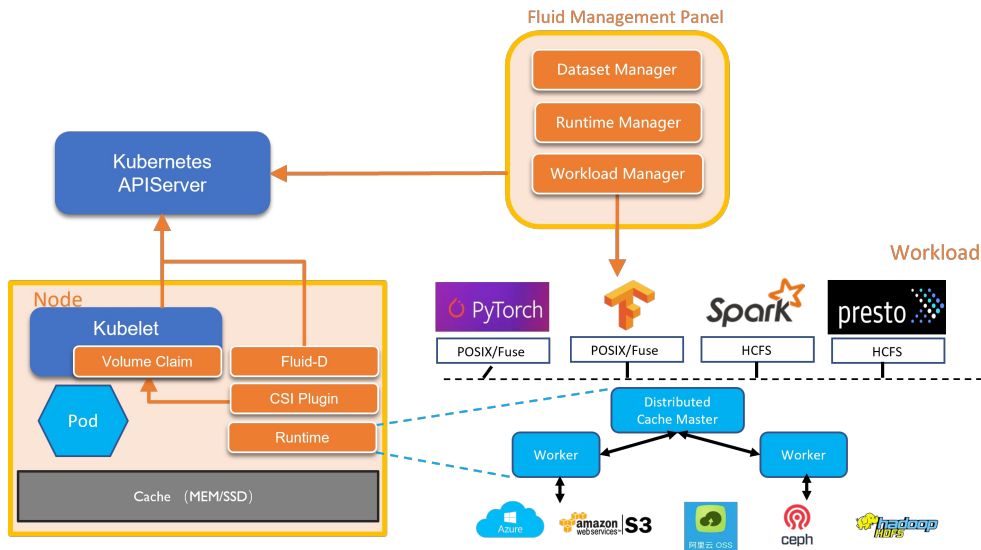 Fluid Management Panel
Dataset Manager
Runtime Manager
Workload Manager
Kubernetes
APIServer
Workload
Node
Kubelet
Volume Claim
Fluid-D
CSI Plugin
Runtime
Pod
Cache （MEM/SSD）
PyTorch
Spark
presto
POSIX/Fuse
POSIX/Fuse
HCFS
HCFS
Distributed
Cache Master
Worker
Worker
Azure
amazon
web services™
S3
阿里云 OSS
ceph
hadoop
HDFS